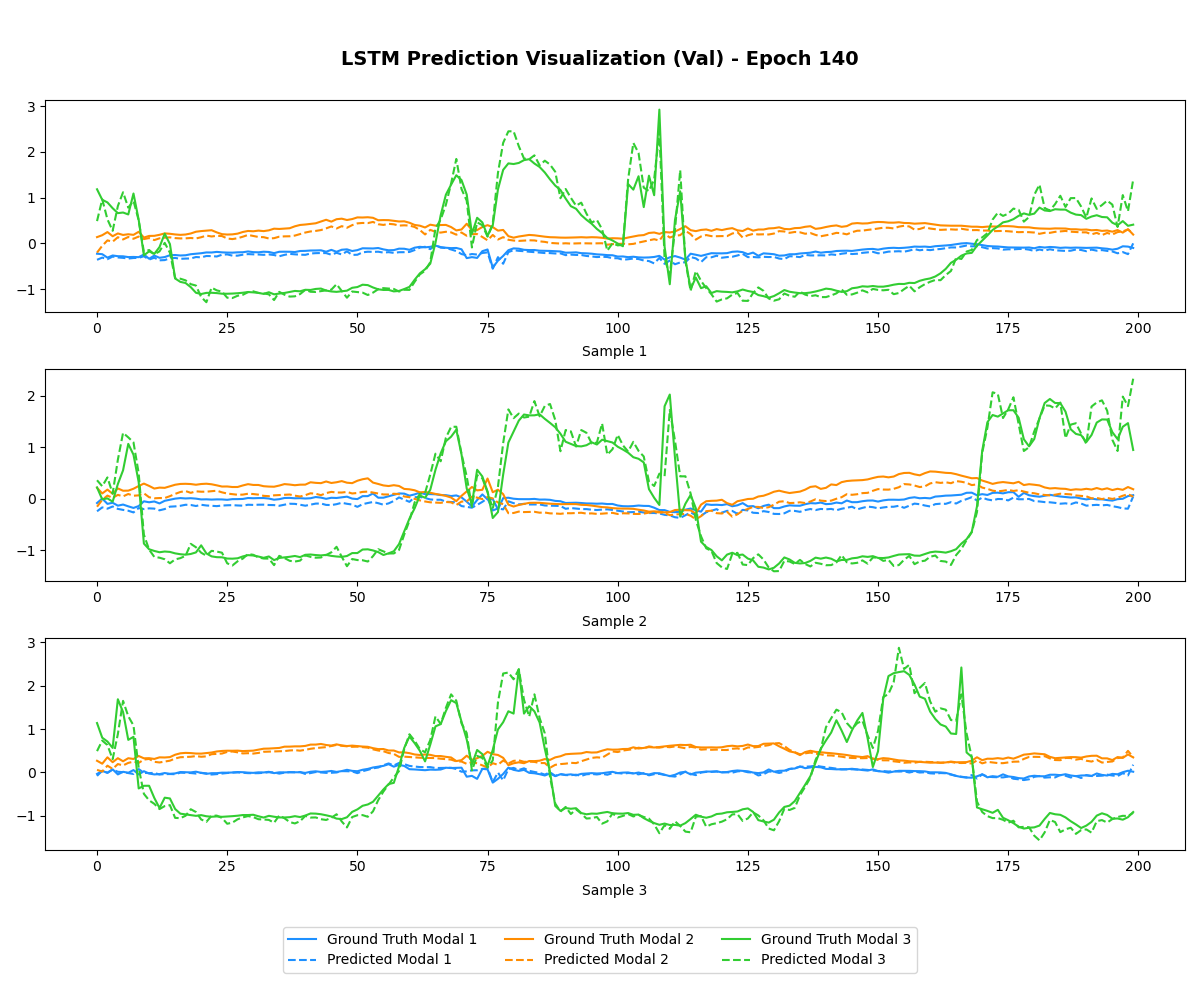 LSTM Prediction Visualization (Val) - Epoch 140
3
2
1
0
−1
0 25 50 75 100 125 150 175 200
Sample 1
2
1
0
−1
0 25 50 75 100 125 150 175 200
Sample 2
3
2
1
0
−1
0 25 50 75 100 125 150 175 200
Sample 3
Ground Truth Modal 1 Ground Truth Modal 2 Ground Truth Modal 3
Predicted Modal 1 Predicted Modal 2 Predicted Modal 3